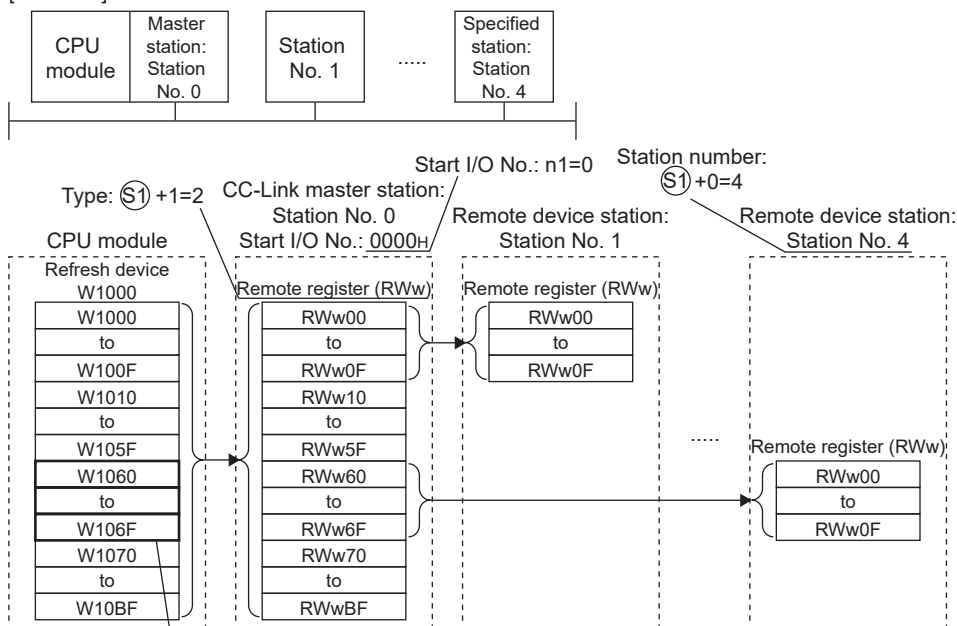 CPU
module
Master
station:
Station
No. 0
Station
No. 1
.....
Specified
station:
Station
No. 4
Start I/O No.: n1=0
Station number:
S1 +0=4
Type: S1 +1=2
CC-Link master station:
Station No. 0
Start I/O No.: 0000H
Remote device station:
Station No. 1
Remote device station:
Station No. 4
CPU module
Refresh device
W1000
W1000
to
W100F
W1010
to
W105F
W1060
to
W106F
W1070
to
W10BF
Remote register (RWw)
RWw00
to
RWw0F
RWw10
to
RWw5F
RWw60
to
RWw6F
RWw70
to
RWwBF
Remote register (RWw)
RWw00
to
RWw0F
.....
Remote register (RWw)
RWw00
to
RWw0F